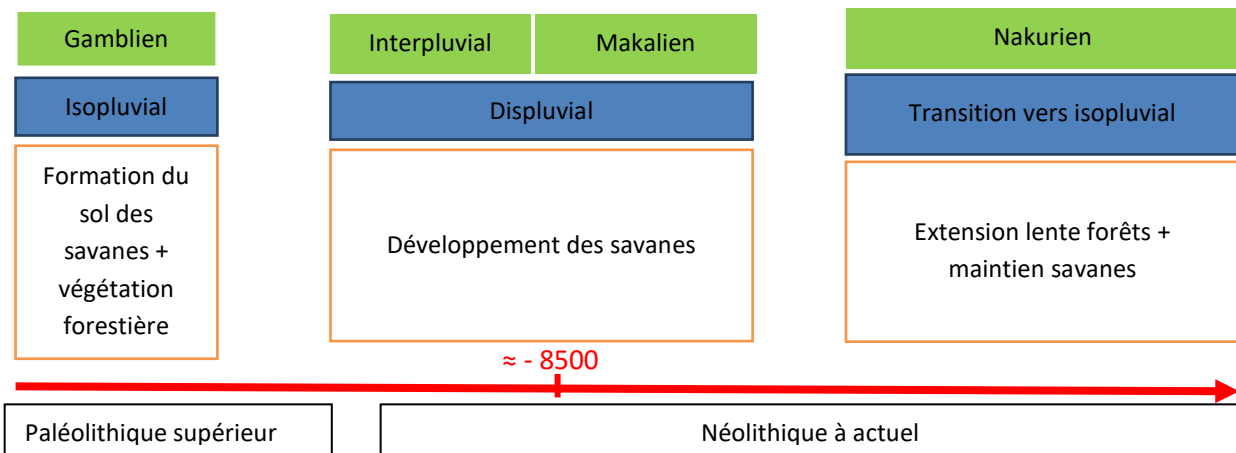 Gamblien
Interpluvial
Makalien
Nakurien
Isopluvial
Displuvial
Transition vers isopluvial
Formation du
sol des
savanes +
végétation
forestière
Développement des savanes
Extension lente forêts +
maintien savanes
≈ - 8500
Paléolithique supérieur
Néolithique à actuel